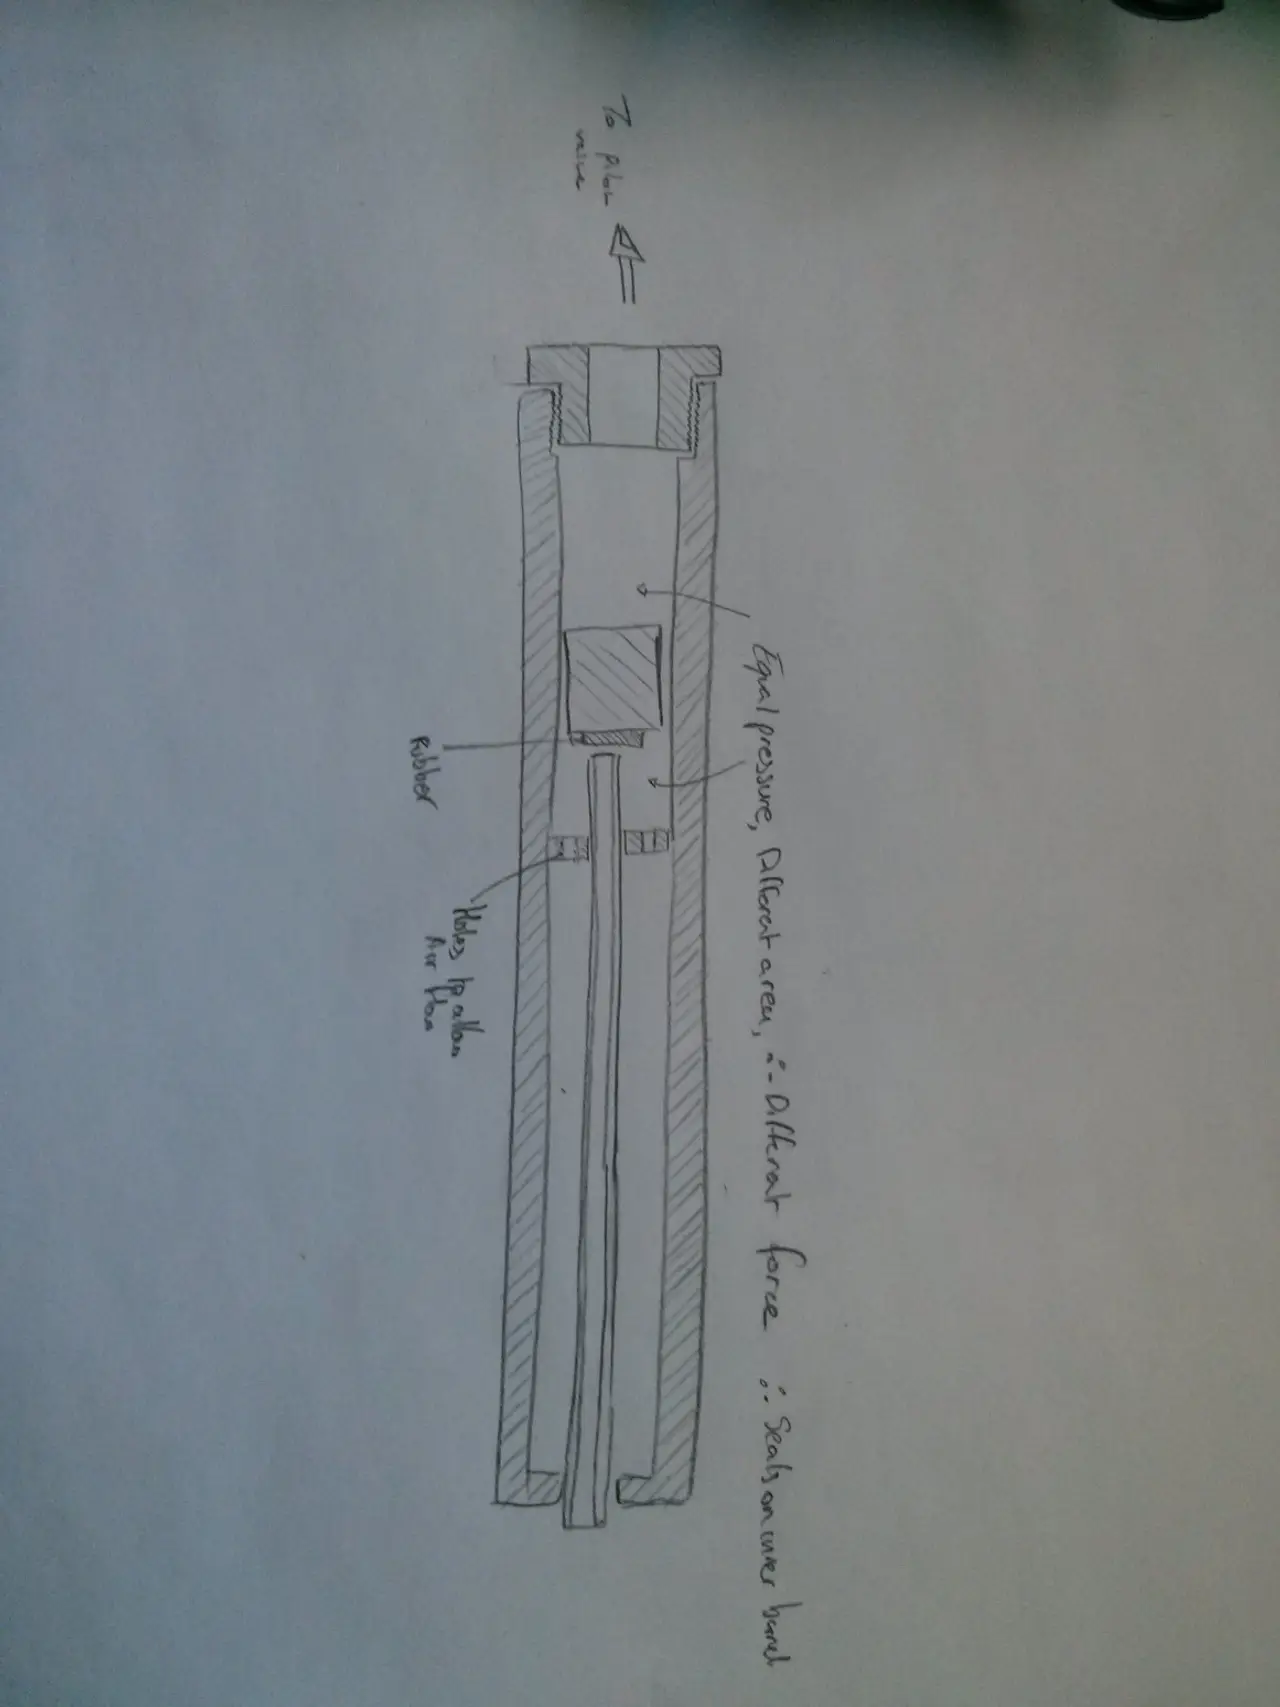 To pilot
valve
Equal pressure, Different area, ∴ Different force ∴ Seals on inner barrel
Rubber
Holes to allow
Air flow